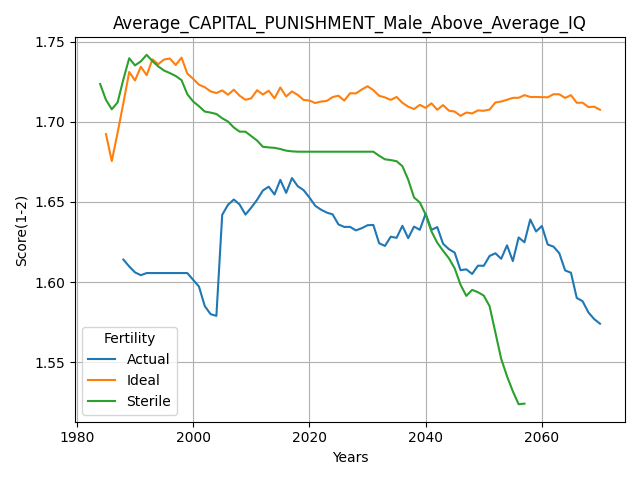 Average_CAPITAL_PUNISHMENT_Male_Above_Average_IQ
Score(1-2)
1.75
1.70
1.65
1.60
1.55
Fertility
Actual
Ideal
Sterile
1980
2000
2020
2040
2060
Years